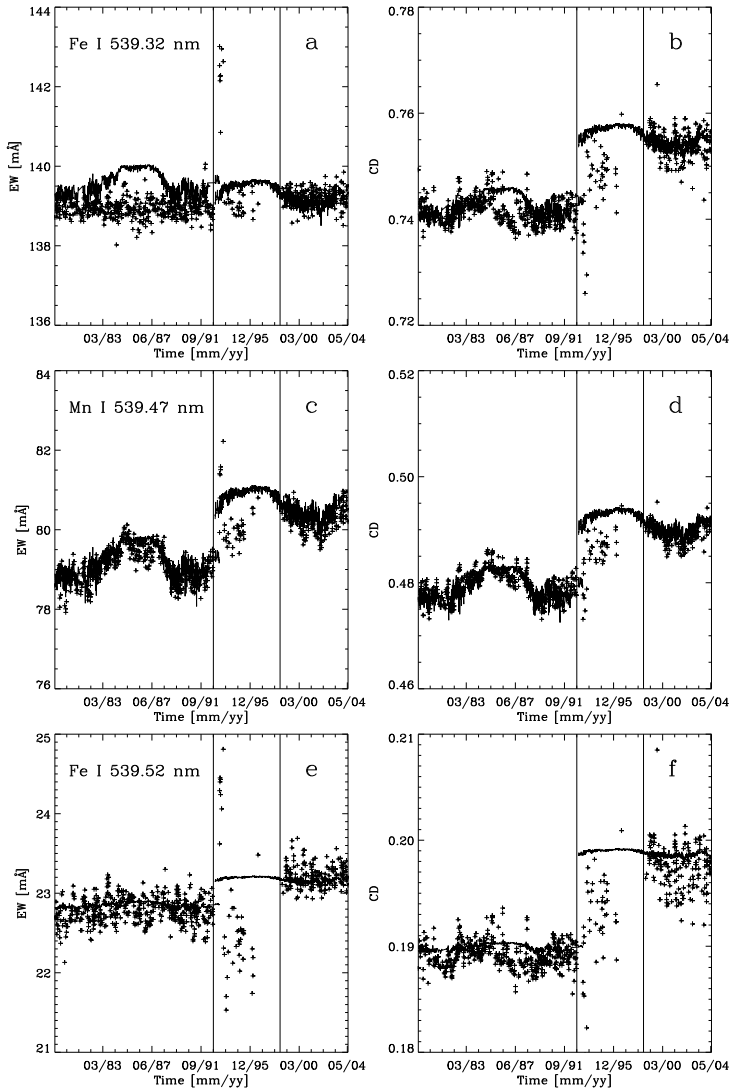 144
142
140
138
136
EW [mÅ]
Fe I 539.32 nm
a
03/83 06/87 09/91 12/95 03/00 05/04
Time [mm/yy]
0.78
0.76
0.74
0.72
CD
b
03/83 06/87 09/91 12/95 03/00 05/04
Time [mm/yy]
84
82
80
78
76
EW [mÅ]
Mn I 539.47 nm
c
03/83 06/87 09/91 12/95 03/00 05/04
Time [mm/yy]
0.52
0.50
0.48
0.46
CD
d
03/83 06/87 09/91 12/95 03/00 05/04
Time [mm/yy]
25
24
23
22
21
EW [mÅ]
Fe I 539.52 nm
e
03/83 06/87 09/91 12/95 03/00 05/04
Time [mm/yy]
0.21
0.20
0.19
0.18
CD
f
03/83 06/87 09/91 12/95 03/00 05/04
Time [mm/yy]